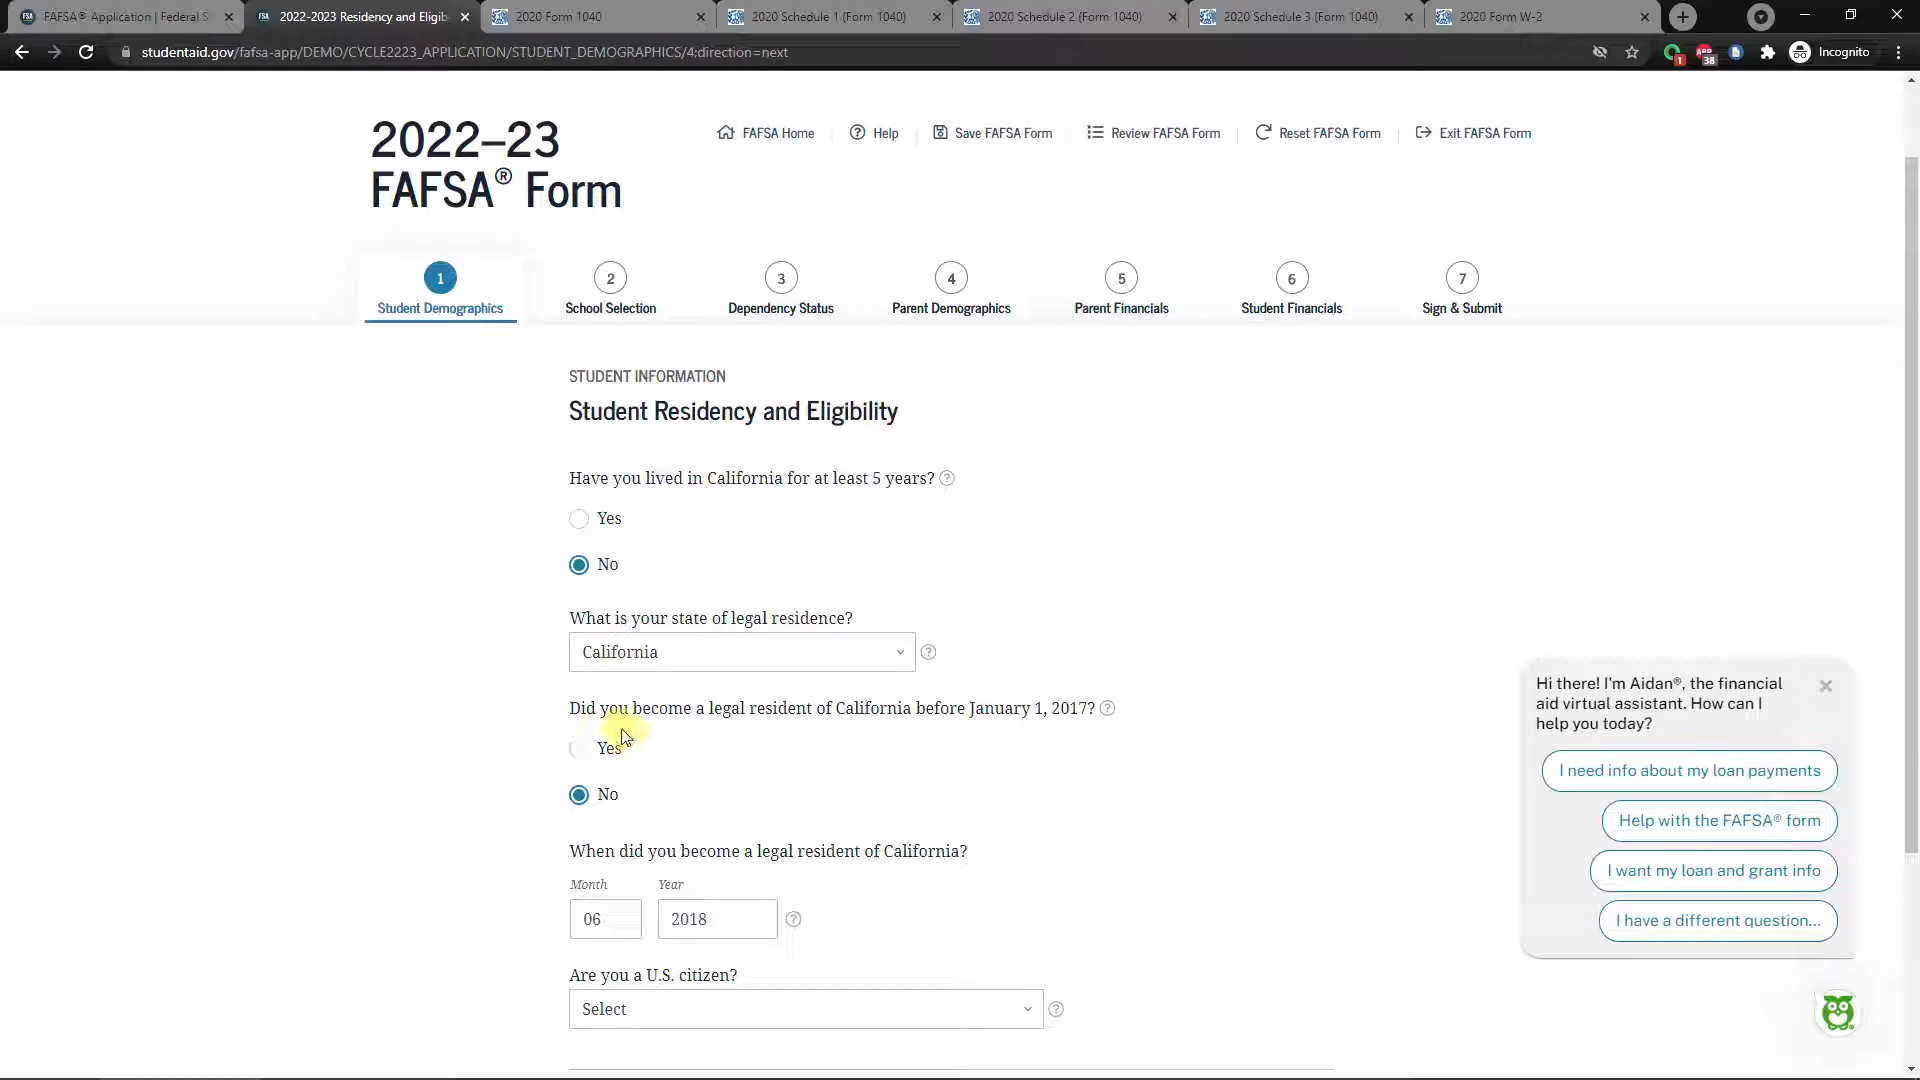 FAFSA® Application | Federal S
2022-2023 Residency and Eligib
2020 Form 1040
2020 Schedule 1 (Form 1040)
2020 Schedule 2 (Form 1040)
2020 Schedule 3 (Form 1040)
2020 Form W-2
studentaid.gov/fafsa-app/DEMO/CYCLE2223_APPLICATION/STUDENT_DEMOGRAPHICS/4;direction=next
1
38
Incognito
2022–23
FAFSA® Form
FAFSA Home
Help
Save FAFSA Form
Review FAFSA Form
Reset FAFSA Form
Exit FAFSA Form
1
Student Demographics
2
School Selection
3
Dependency Status
4
Parent Demographics
5
Parent Financials
6
Student Financials
7
Sign & Submit
STUDENT INFORMATION
Student Residency and Eligibility
Have you lived in California for at least 5 years?
Yes
No
What is your state of legal residence?
California
Did you become a legal resident of California before January 1, 2017?
Yes
No
When did you become a legal resident of California?
Month
Year
06
2018
Are you a U.S. citizen?
Select
Hi there! I'm Aidan®, the financial
aid virtual assistant. How can I
help you today?
I need info about my loan payments
Help with the FAFSA® form
I want my loan and grant info
I have a different question...